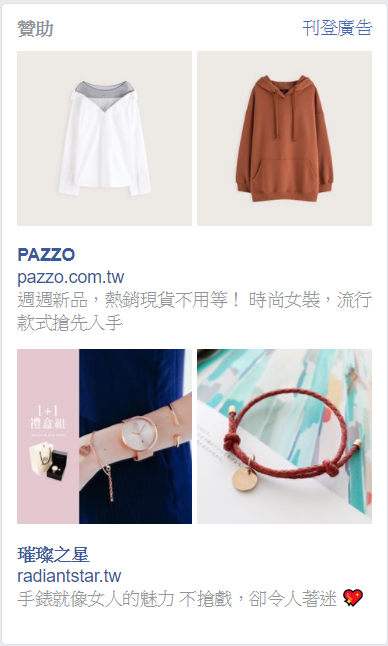 贊助 刊登廣告
PAZZO
pazzo.com.tw
週週新品，熱銷現貨不用等！ 時尚女裝，流行
款式搶先入手
1+1
禮盒組
璀璨之星
radiantstar.tw
手錶就像女人的魅力 不搶戲，卻令人著迷 💖